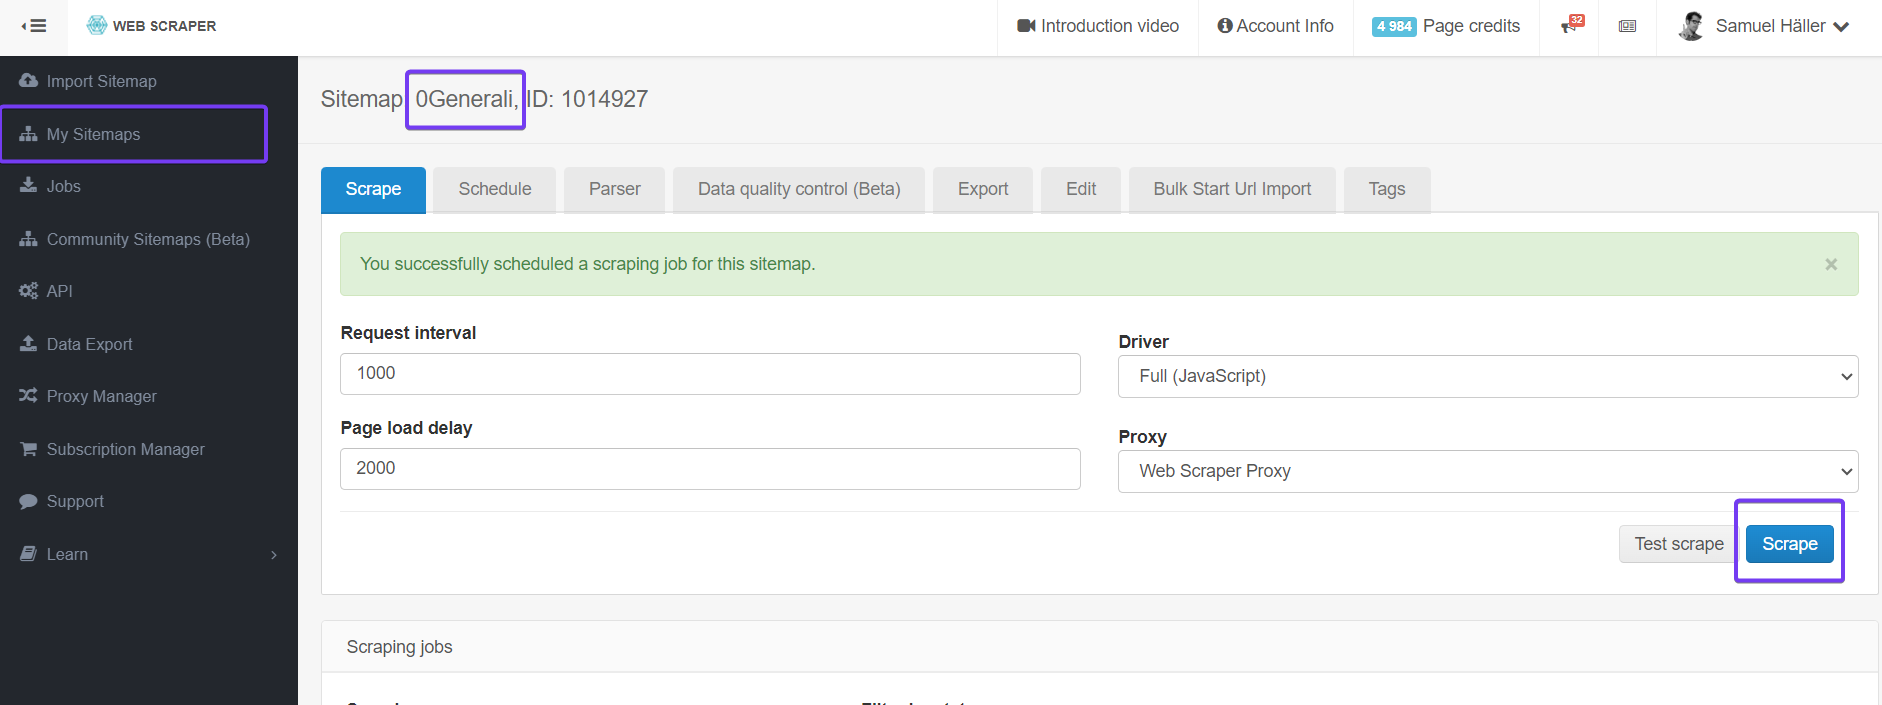 WEB SCRAPER
Introduction video
Account Info
4 984 Page credits
32
Samuel Häller
Import Sitemap
My Sitemaps
Jobs
Community Sitemaps (Beta)
API
Data Export
Proxy Manager
Subscription Manager
Support
Learn
Sitemap 0Generali, ID: 1014927
Scrape
Schedule
Parser
Data quality control (Beta)
Export
Edit
Bulk Start Url Import
Tags
You successfully scheduled a scraping job for this sitemap.
×
Request interval
1000
Driver
Full (JavaScript)
Page load delay
2000
Proxy
Web Scraper Proxy
Test scrape
Scrape
Scraping jobs